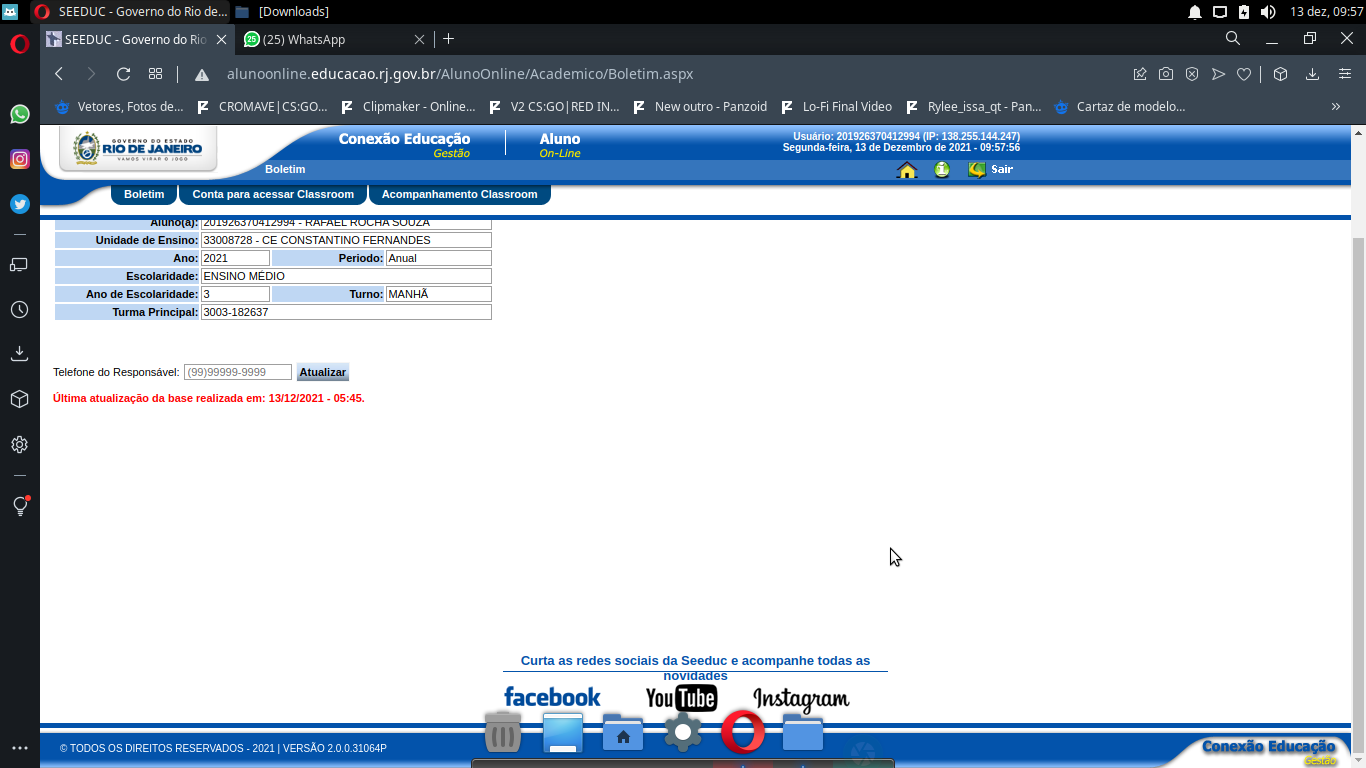 SEEDUC - Governo do Rio de...
[Downloads]
13 dez, 09:57
SEEDUC - Governo do Rio
(25) WhatsApp
alunoonline.educacao.rj.gov.br/AlunoOnline/Academico/Boletim.aspx
Vetores, Fotos de...
CROMAVE|CS:GO...
Clipmaker - Online...
V2 CS:GO|RED IN...
New outro - Panzoid
Lo-Fi Final Video
Rylee_issa_qt - Pan...
Cartaz de modelo...
GOVERNO DO ESTADO
RIO DE JANEIRO
VAMOS VIRAR O JOGO
Conexão Educação
Gestão
Aluno
On-Line
Usuário: 201926370412994 (IP: 138.255.144.247)
Segunda-feira, 13 de Dezembro de 2021 - 09:57:56
Boletim
Sair
Boletim
Conta para acessar Classroom
Acompanhamento Classroom
Aluno(a): 201926370412994 - RAFAEL ROCHA SOUZA
Unidade de Ensino: 33008728 - CE CONSTANTINO FERNANDES
Ano: 2021 Periodo: Anual
Escolaridade: ENSINO MÉDIO
Ano de Escolaridade: 3 Turno: MANHÃ
Turma Principal: 3003-182637
Telefone do Responsável: (99)99999-9999 Atualizar
Última atualização da base realizada em: 13/12/2021 - 05:45.
Curta as redes sociais da Seeduc e acompanhe todas as
novidades
facebook
YouTube
Instagram
© TODOS OS DIREITOS RESERVADOS - 2021 | VERSÃO 2.0.0.31064P
Conexão Educação
Gestão